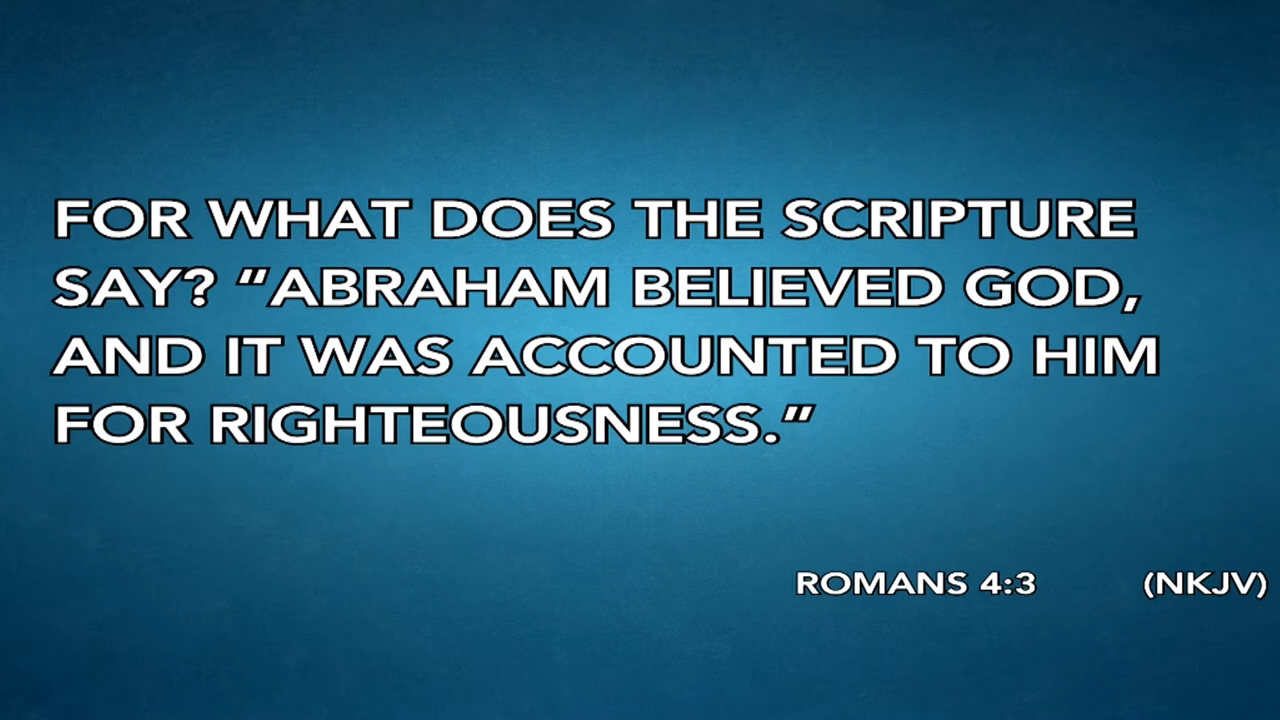 FOR WHAT DOES THE SCRIPTURE
SAY? “ABRAHAM BELIEVED GOD,
AND IT WAS ACCOUNTED TO HIM
FOR RIGHTEOUSNESS.”
ROMANS 4:3 (NKJV)